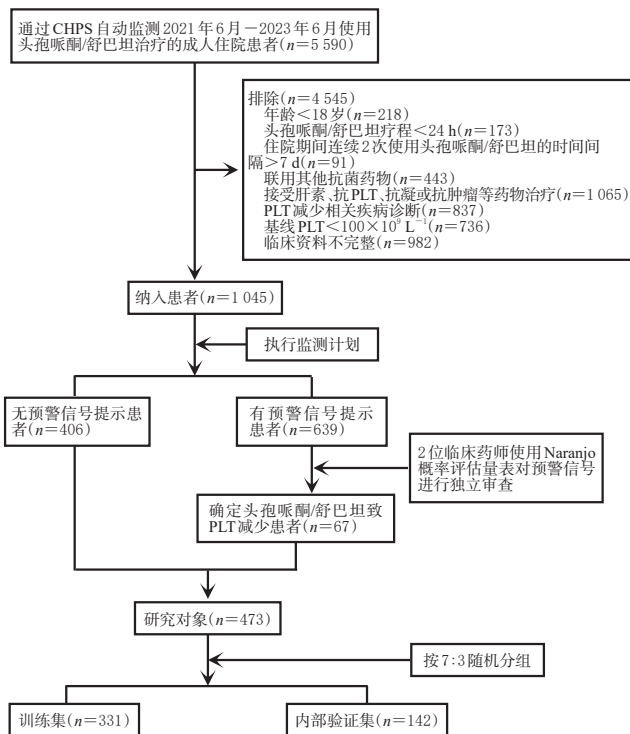 通过CHPS自动监测2021年6月－2023年6月使用
头孢哌酮/舒巴坦治疗的成人住院患者(n=5 590)
排除(n=4 545)
年龄＜18岁(n=218)
头孢哌酮/舒巴坦疗程＜24 h(n=173)
住院期间连续2次使用头孢哌酮/舒巴坦的时间间
隔＞7 d(n=91)
联用其他抗菌药物(n=443)
接受肝素、抗PLT、抗凝或抗肿瘤等药物治疗(n=1 065)
PLT减少相关疾病诊断(n=837)
基线PLT＜100×10⁹ L⁻¹(n=736)
临床资料不完整(n=982)
纳入患者(n=1 045)
执行监测计划
无预警信号提示患
者(n=406)
有预警信号提示
患者(n=639)
2位临床药师使用Naranjo
概率评估量表对预警信号
进行独立审查
确定头孢哌酮/舒巴坦致
PLT减少患者(n=67)
研究对象(n=473)
按7∶3随机分组
训练集(n=331)
内部验证集(n=142)